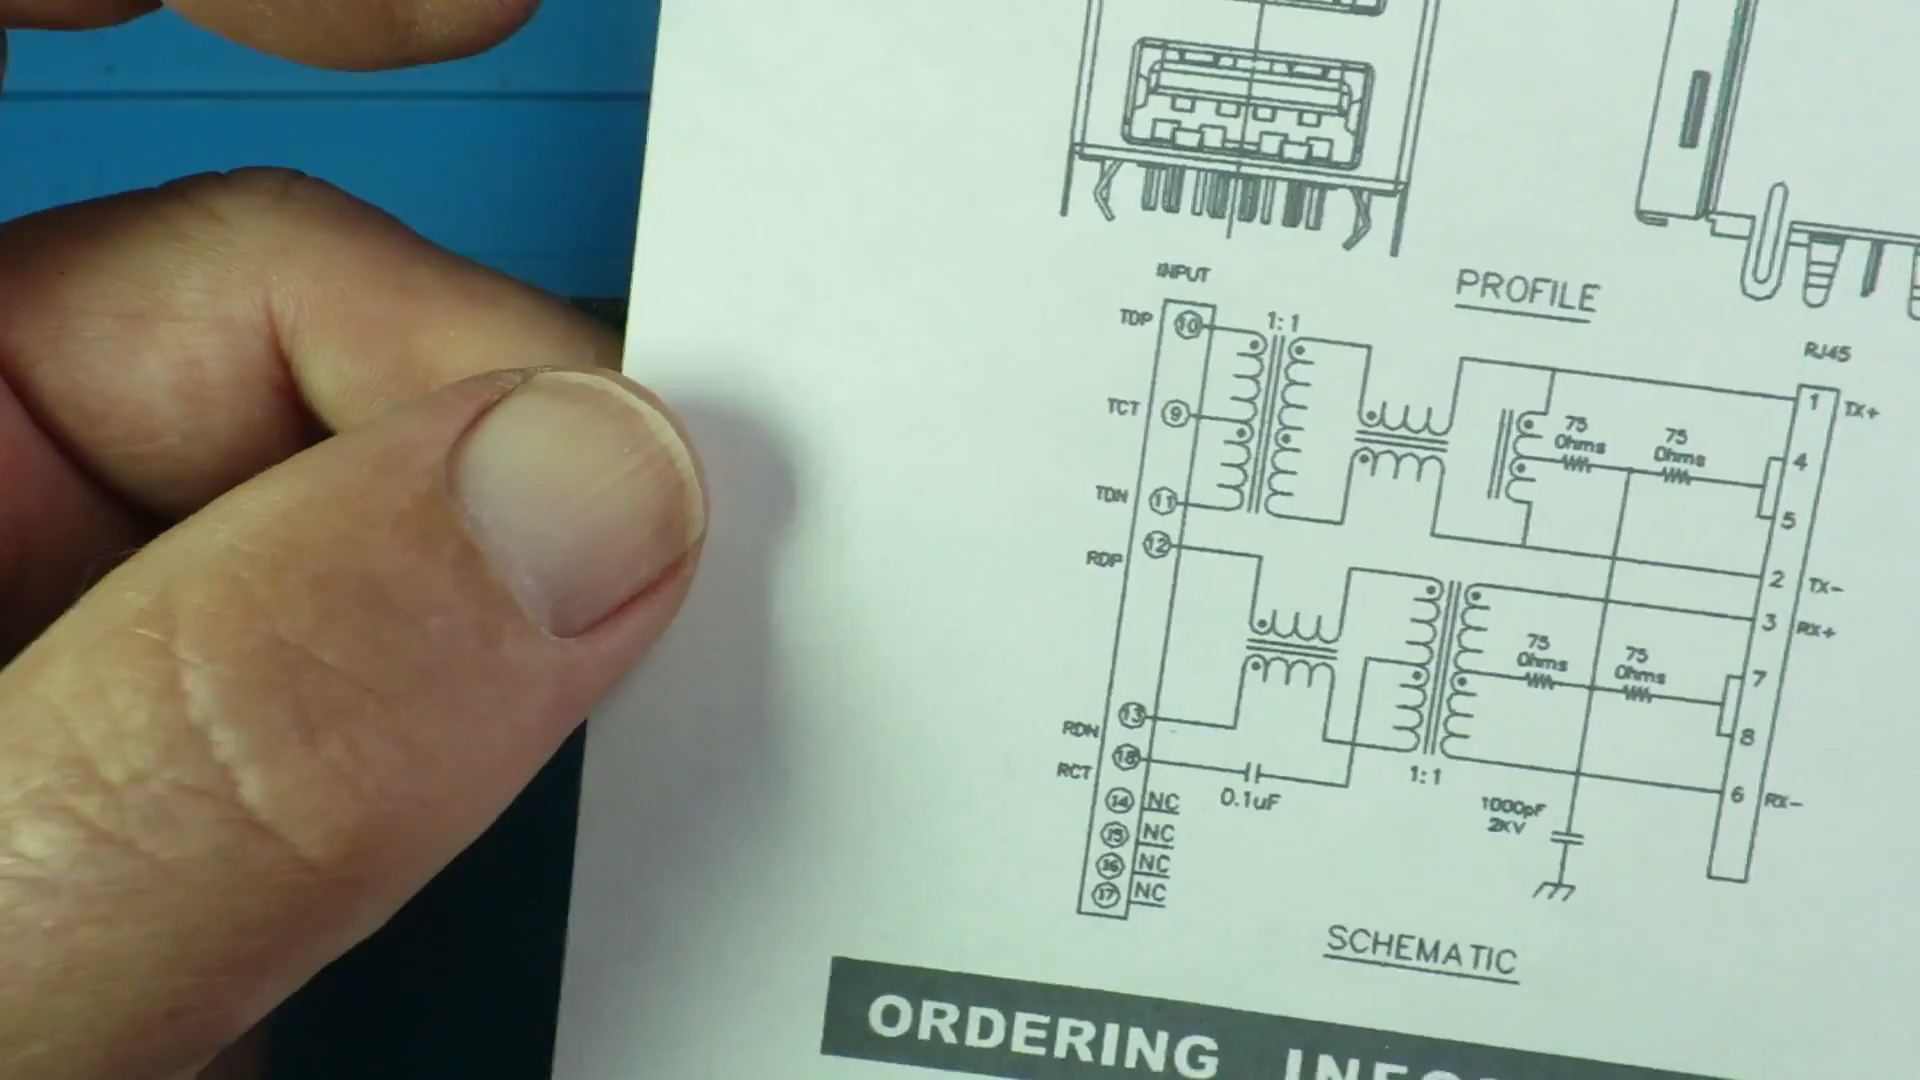 PROFILE
INPUT
RJ45
TDP 10
1:1
TCT 9
TDN 11
12
RDP
RDN 13
RCT 18
0.1uF
14 NC
15 NC
16 NC
17 NC
75
Ohms
75
Ohms
75
Ohms
75
Ohms
1:1
1000pF
2KV
1 TX+
4
5
2 TX-
3 RX+
7
8
6 RX-
SCHEMATIC
ORDERING